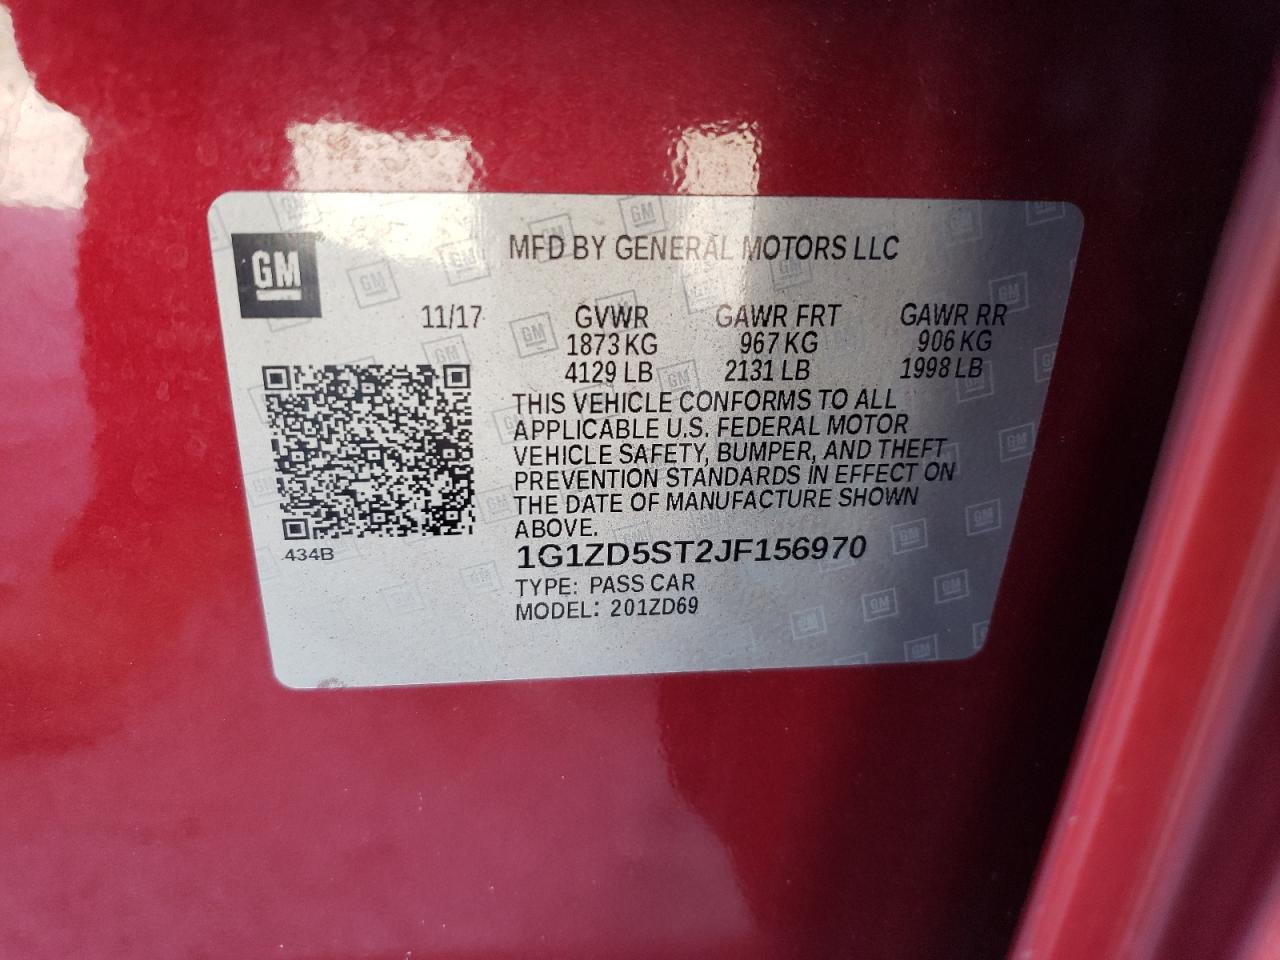 GM
MFD BY GENERAL MOTORS LLC
11/17 GVWR GAWR FRT GAWR RR
1873 KG 967 KG 906 KG
4129 LB 2131 LB 1998 LB
THIS VEHICLE CONFORMS TO ALL
APPLICABLE U.S. FEDERAL MOTOR
VEHICLE SAFETY, BUMPER, AND THEFT
PREVENTION STANDARDS IN EFFECT ON
THE DATE OF MANUFACTURE SHOWN
ABOVE.
434B
1G1ZD5ST2JF156970
TYPE: PASS CAR
MODEL: 201ZD69